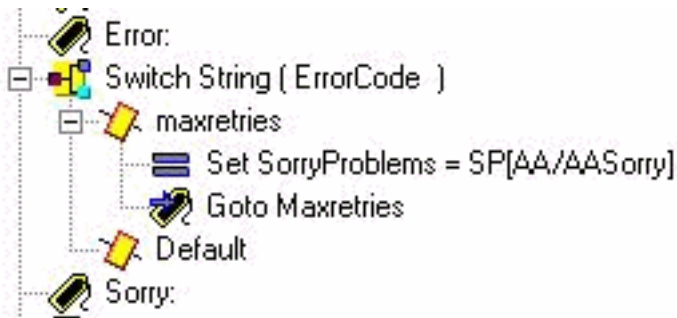 Error:
Switch String ( ErrorCode  )
maxretries
Set SorryProblems = SP[AA/AASorry]
Goto Maxretries
Default
Sorry: